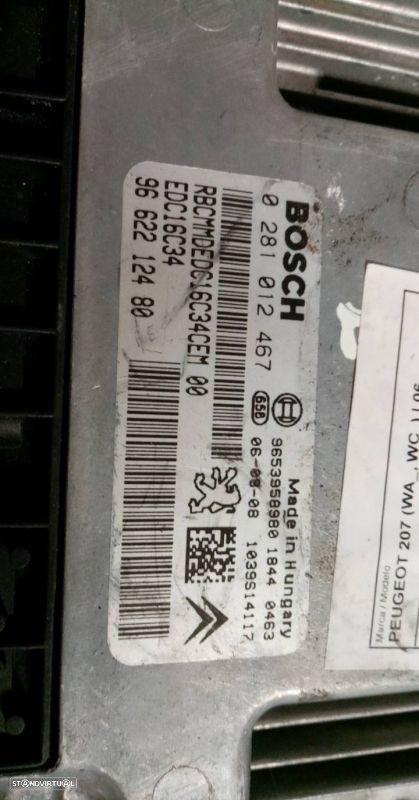 BOSCH
Made in Hungary
0 281 012 467
658
9653958980 1844 0463
06-08-08 1039S14117
RBCMMDEDC16C34CEM 00
EDC16C34
96 622 124 80
Marca / Modelo
PEUGEOT 207 (WA_, WC_)
STANDVIRTUAL